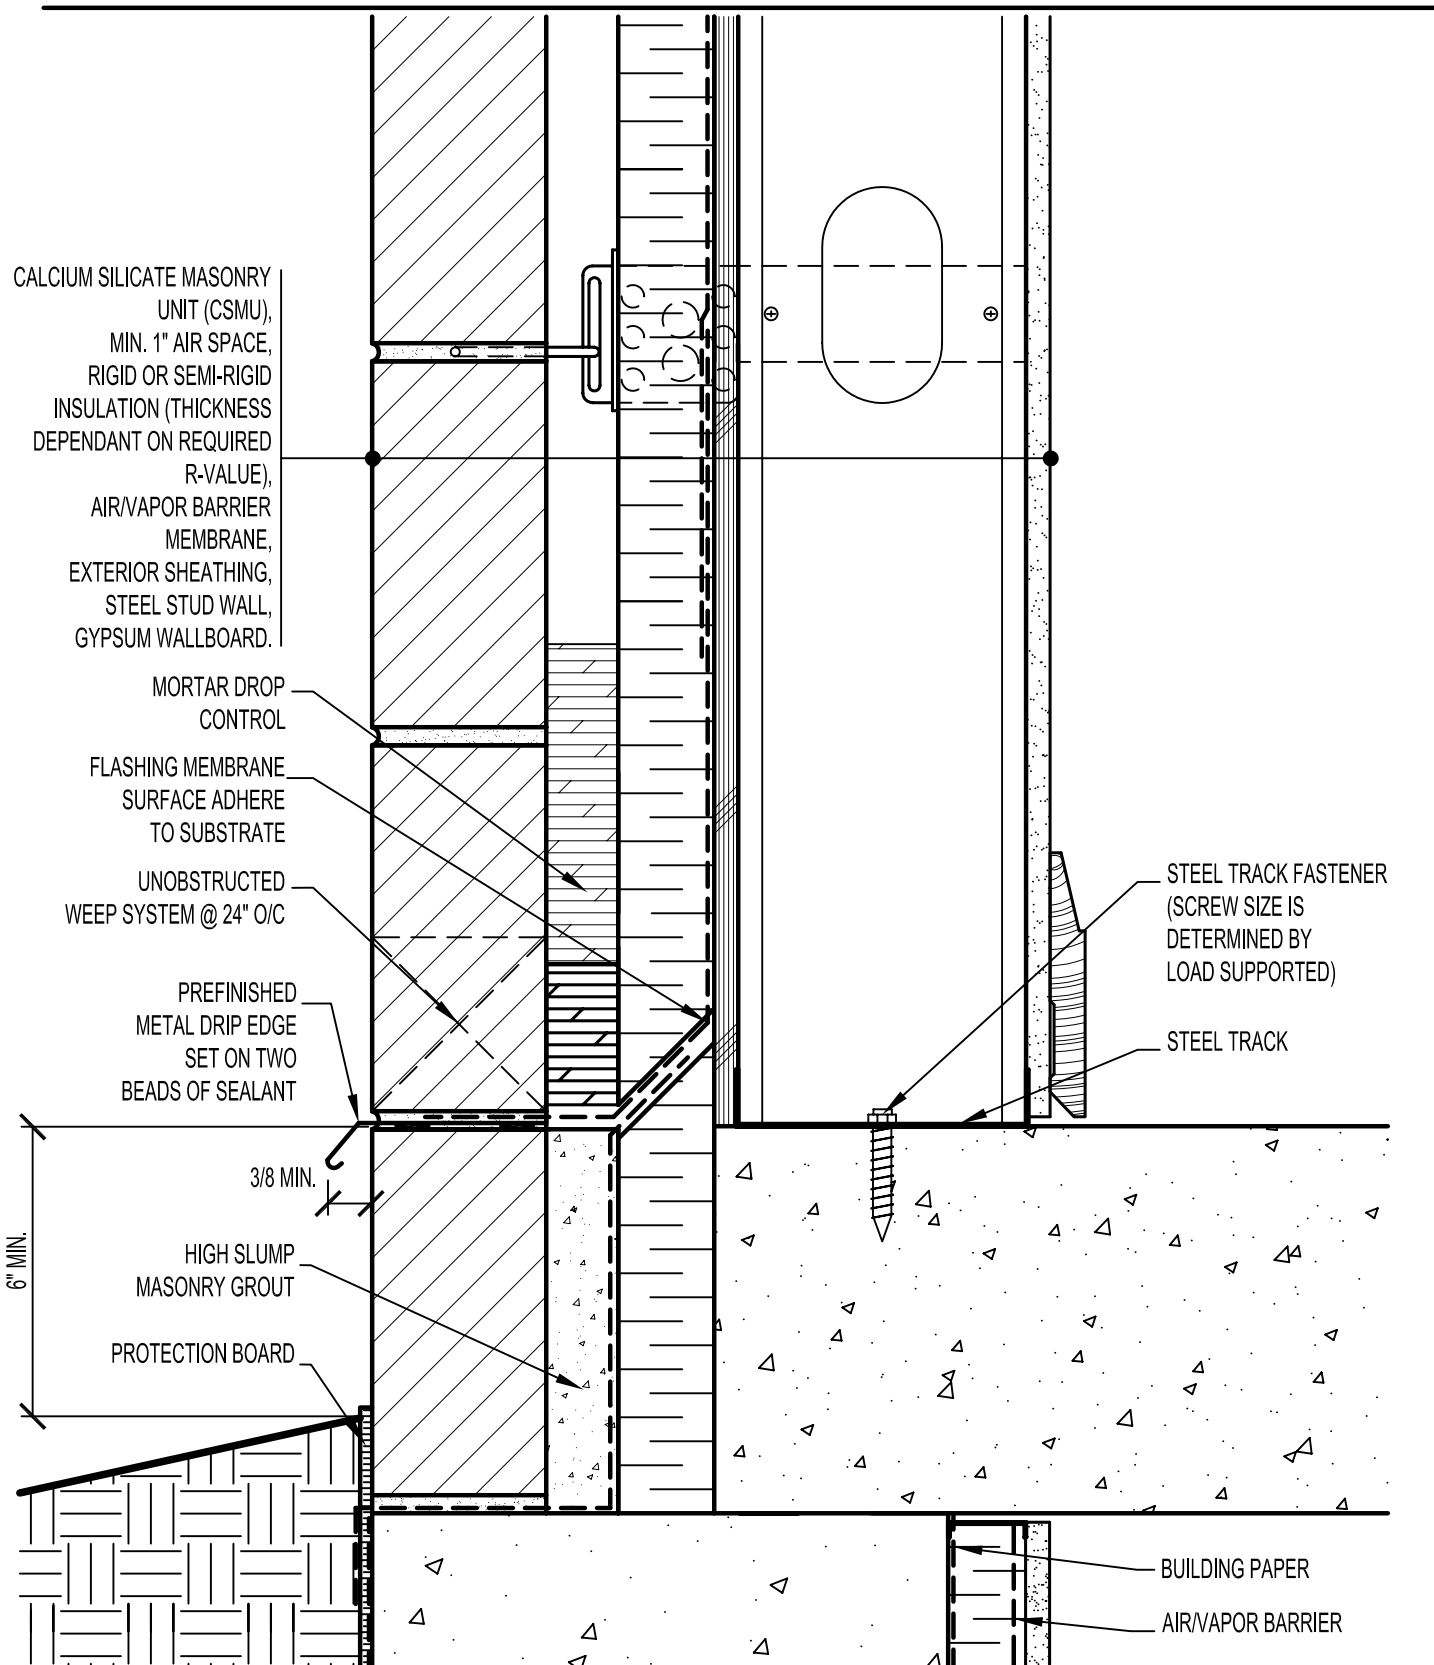 CALCIUM SILICATE MASONRY
UNIT (CSMU),
MIN. 1" AIR SPACE,
RIGID OR SEMI-RIGID
INSULATION (THICKNESS
DEPENDANT ON REQUIRED
R-VALUE),
AIR/VAPOR BARRIER
MEMBRANE,
EXTERIOR SHEATHING,
STEEL STUD WALL,
GYPSUM WALLBOARD.
MORTAR DROP
CONTROL
FLASHING MEMBRANE
SURFACE ADHERE
TO SUBSTRATE
UNOBSTRUCTED
WEEP SYSTEM @ 24" O/C
PREFINISHED
METAL DRIP EDGE
SET ON TWO
BEADS OF SEALANT
3/8 MIN.
6" MIN.
HIGH SLUMP
MASONRY GROUT
PROTECTION BOARD
STEEL TRACK FASTENER
(SCREW SIZE IS
DETERMINED BY
LOAD SUPPORTED)
STEEL TRACK
BUILDING PAPER
AIR/VAPOR BARRIER